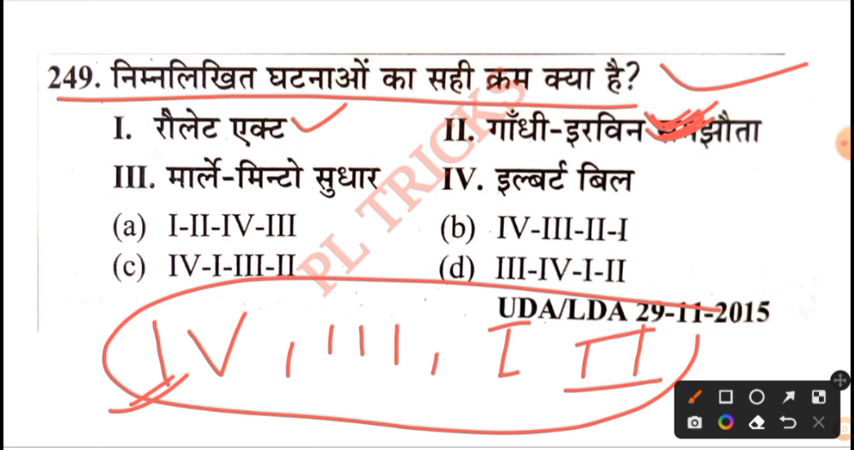 249. निम्नलिखित घटनाओं का सही क्रम क्या है?
I. रौलेट एक्ट II. गाँधी-इरविन समझौता
III. मार्ले-मिन्टो सुधार IV. इल्बर्ट बिल
(a) I-II-IV-III (b) IV-III-II-I
(c) IV-I-III-II (d) III-IV-I-II
UDA/LDA 29-11-2015
IV, III, I II
PL TRICKS